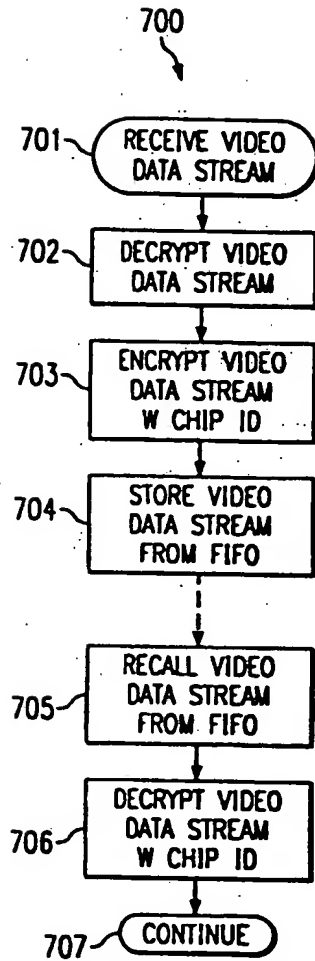 700
701
RECEIVE VIDEO
DATA STREAM
702
DECRYPT VIDEO
DATA STREAM
703
ENCRYPT VIDEO
DATA STREAM
W CHIP ID
704
STORE VIDEO
DATA STREAM
FROM FIFO
705
RECALL VIDEO
DATA STREAM
FROM FIFO
706
DECRYPT VIDEO
DATA STREAM
W CHIP ID
707
CONTINUE